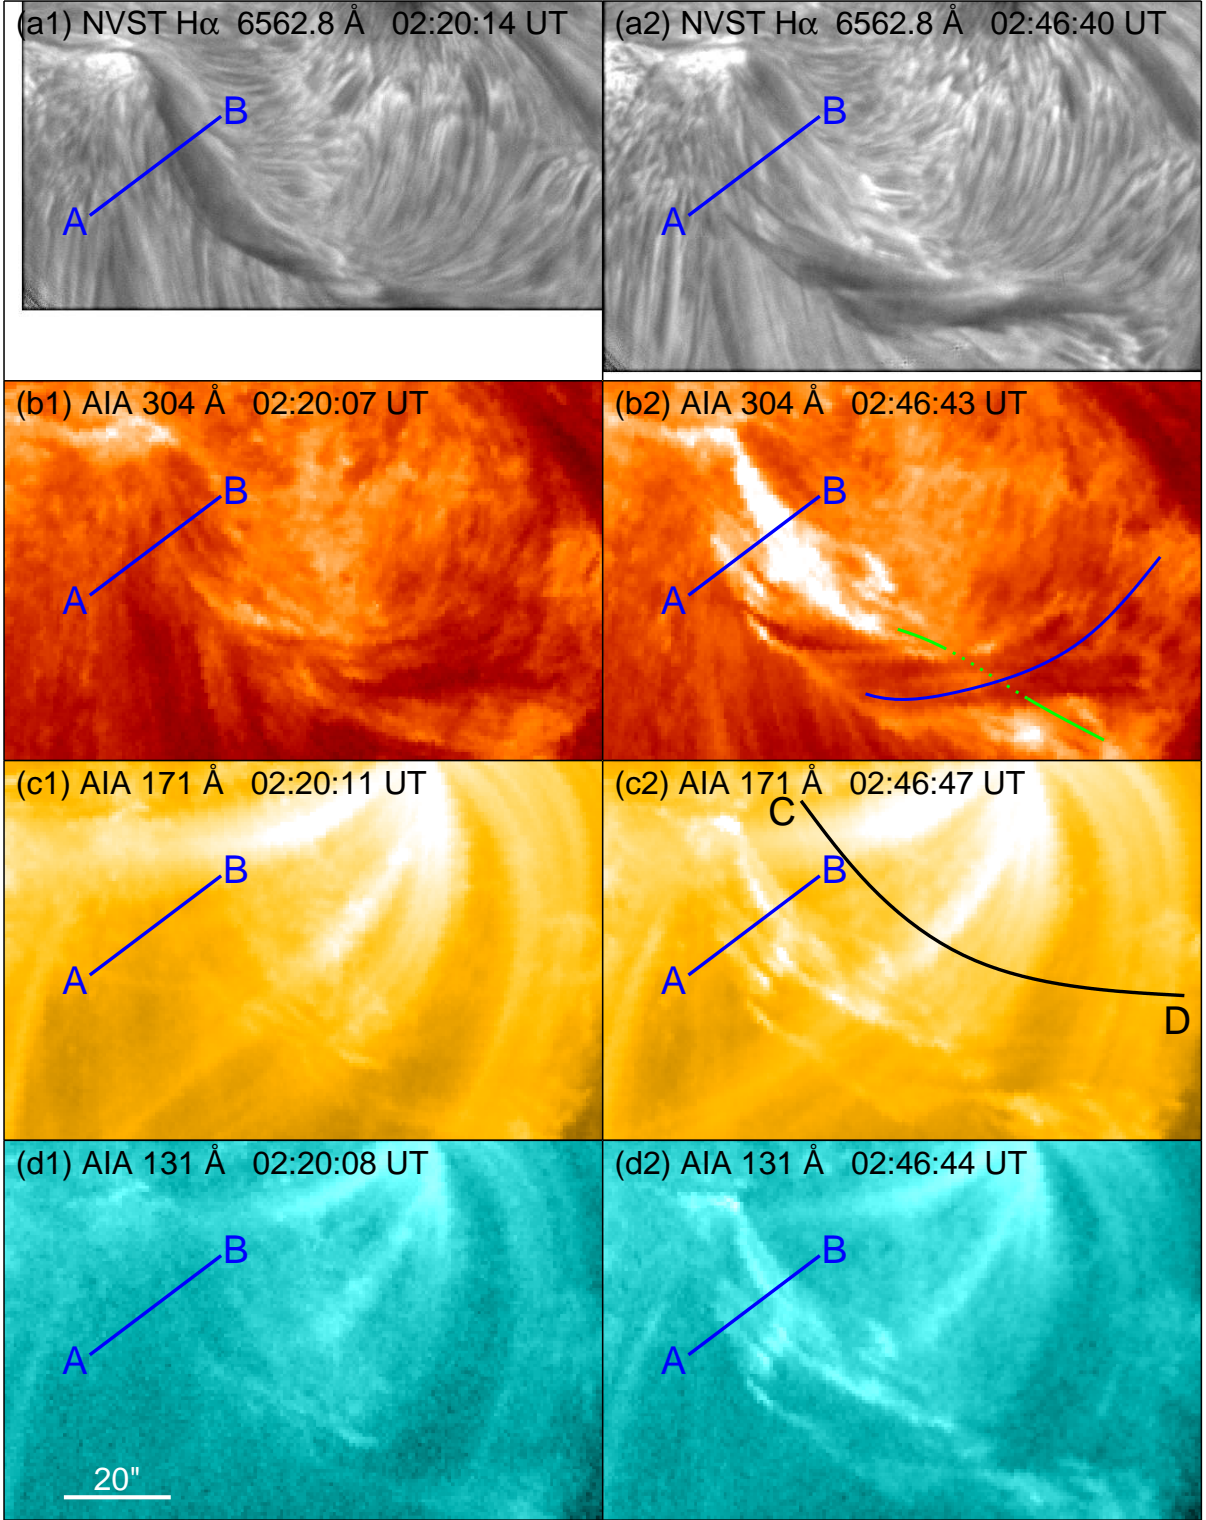 (a1) NVST Hα 6562.8 Å 02:20:14 UT
B
A
(a2) NVST Hα 6562.8 Å 02:46:40 UT
B
A
(b1) AIA 304 Å 02:20:07 UT
B
A
(b2) AIA 304 Å 02:46:43 UT
B
A
(c1) AIA 171 Å 02:20:11 UT
B
A
(c2) AIA 171 Å 02:46:47 UT
C
B
A
D
(d1) AIA 131 Å 02:20:08 UT
B
A
20"
(d2) AIA 131 Å 02:46:44 UT
B
A